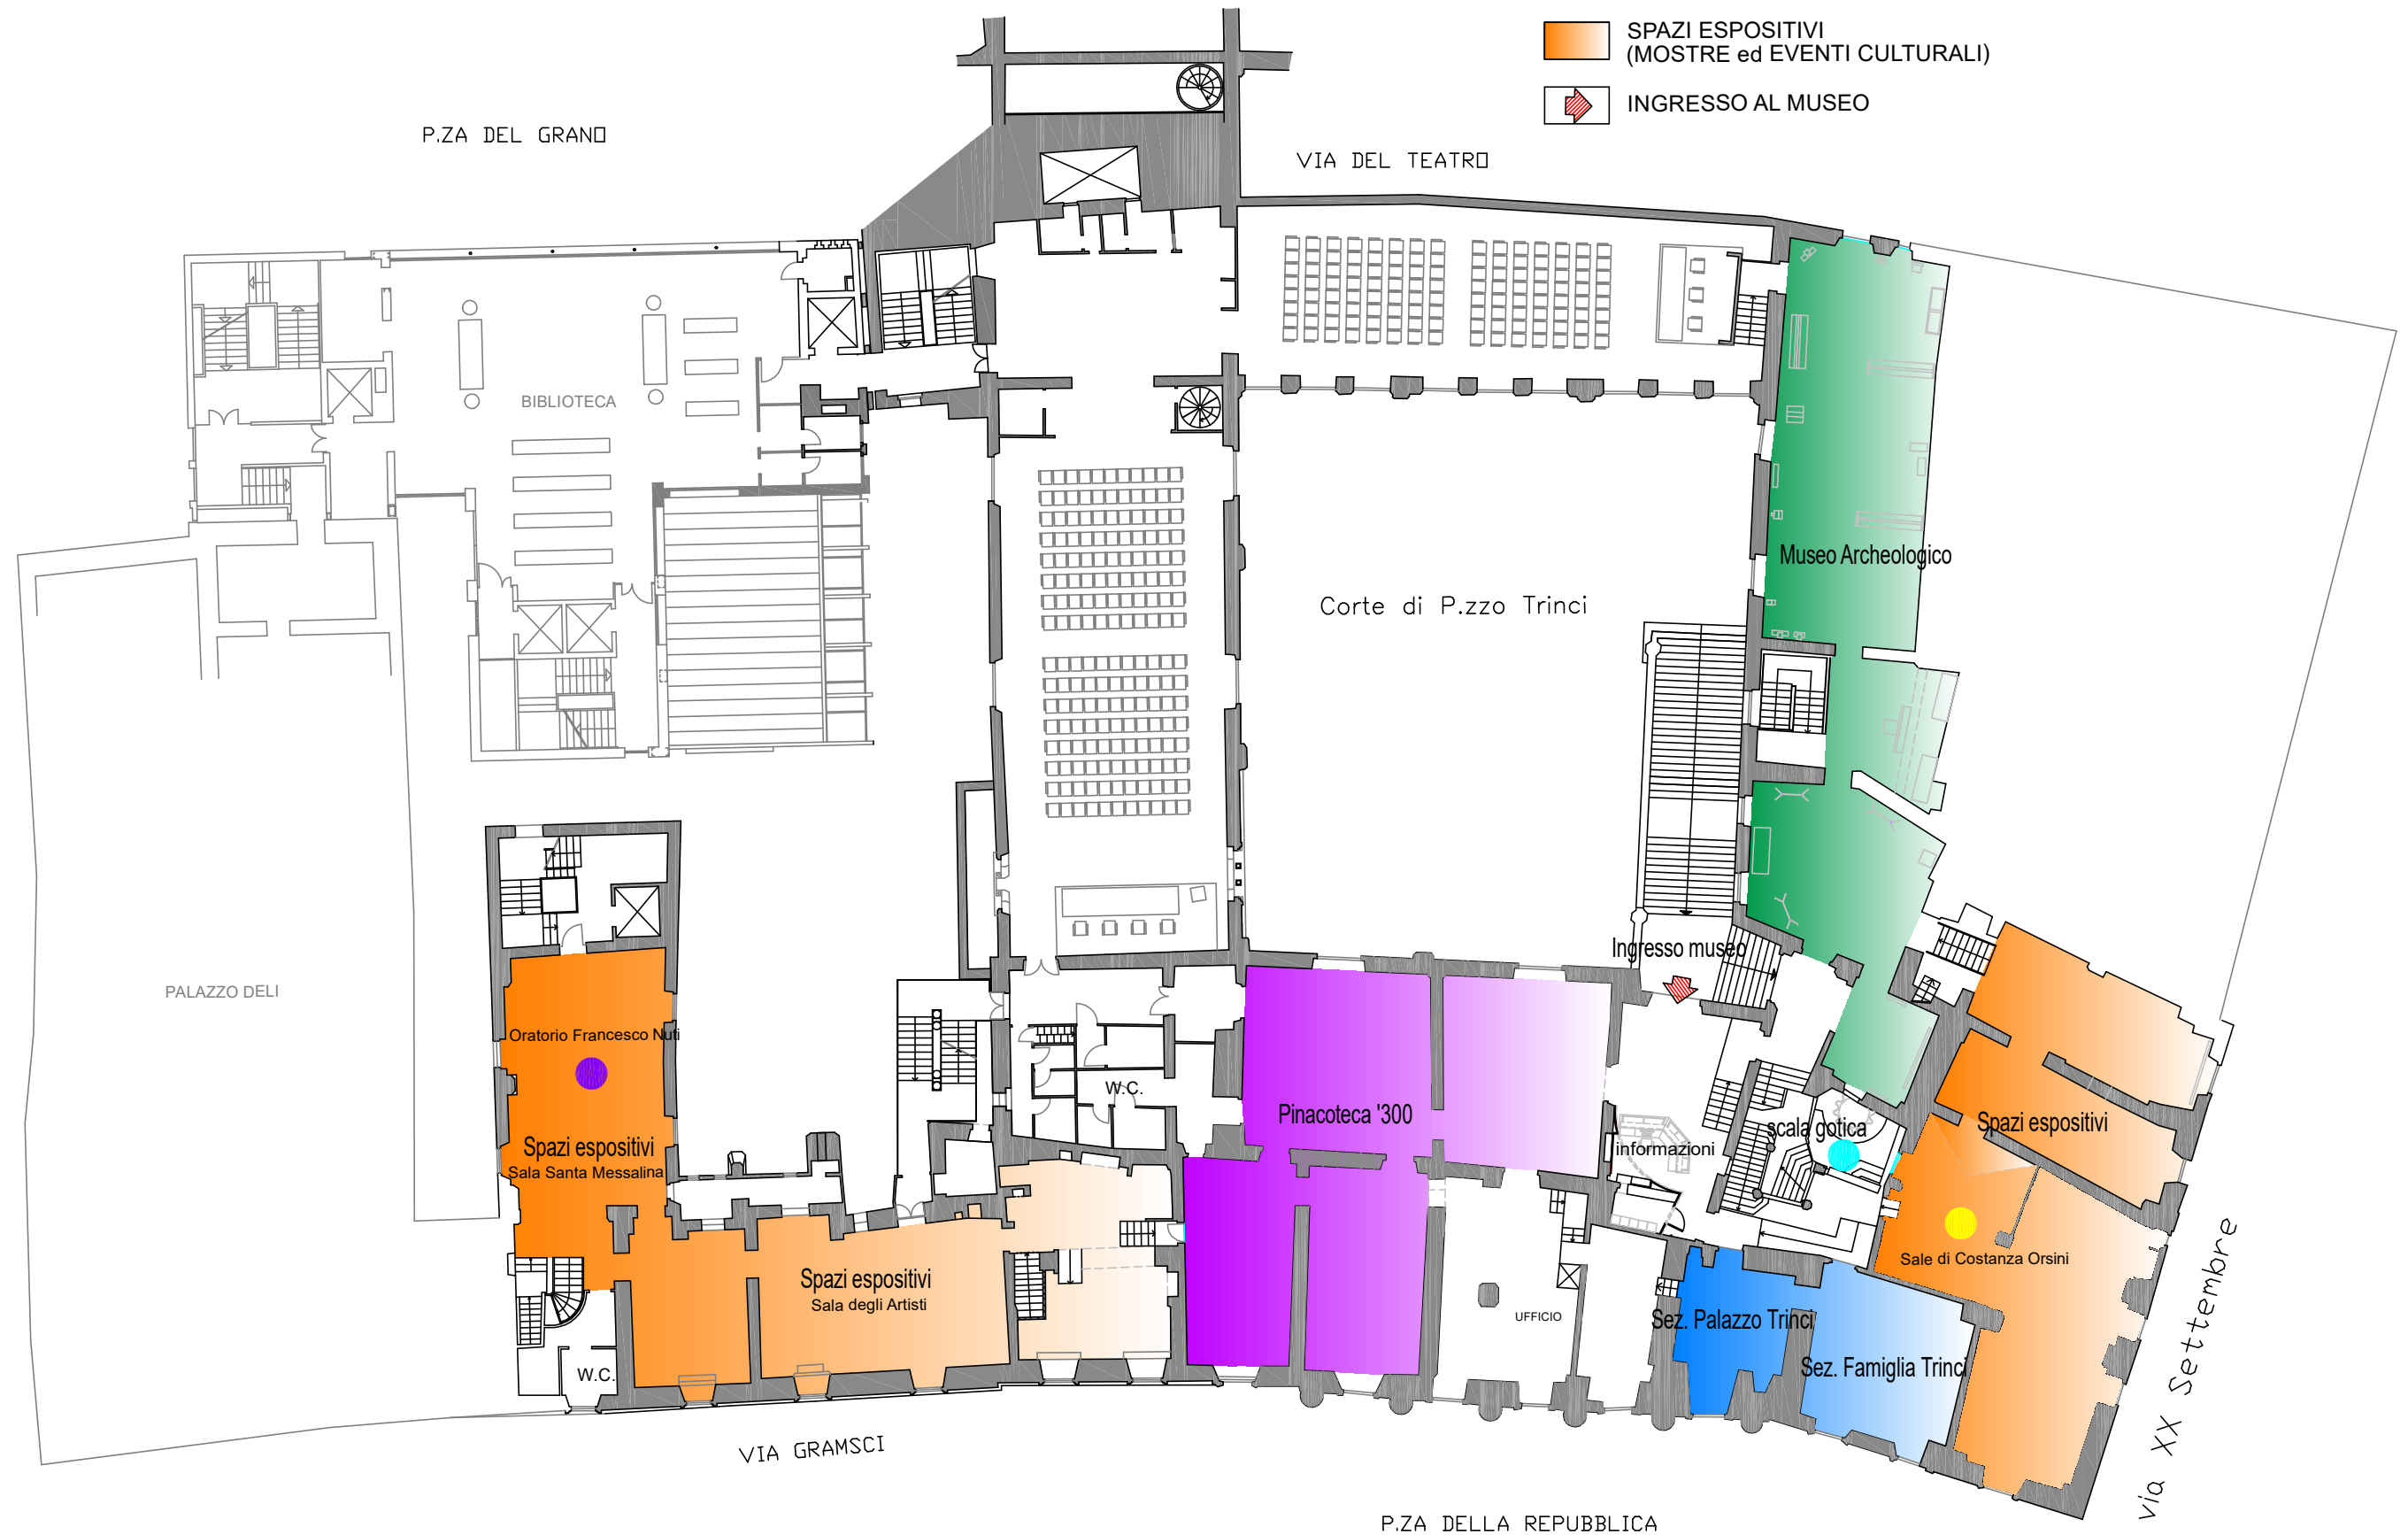 SPAZI ESPOSITIVI
(MOSTRE ed EVENTI CULTURALI)
INGRESSO AL MUSEO
P.ZA DEL GRANO
VIA DEL TEATRO
BIBLIOTECA
Museo Archeologico
Corte di P.zzo Trinci
Ingresso museo
PALAZZO DELI
Oratorio Francesco Nuti
W.C.
Pinacoteca '300
Spazi espositivi
scala gotica
informazioni
Spazi espositivi
Sala Santa Messalina
Sale di Costanza Orsini
Spazi espositivi
Sala degli Artisti
UFFICIO
Sez. Palazzo Trinci
Sez. Famiglia Trinci
W.C.
via XX Settembre
VIA GRAMSCI
P.ZA DELLA REPUBBLICA